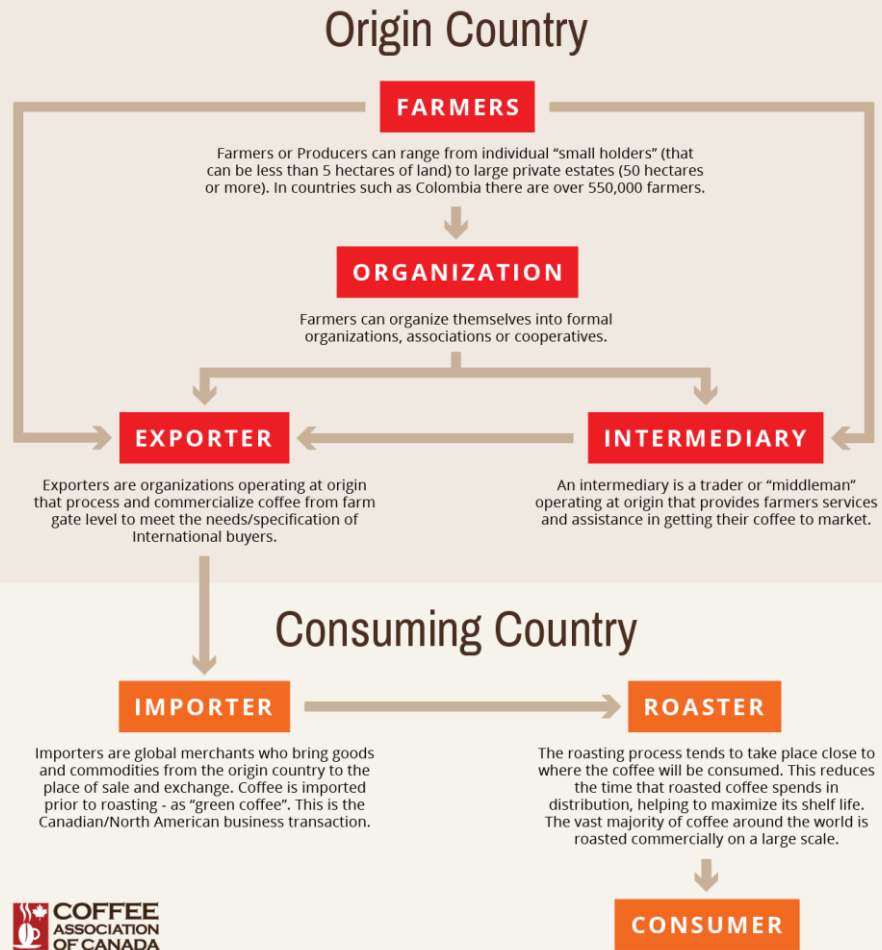 Origin Country
FARMERS
Farmers or Producers can range from individual “small holders” (that
can be less than 5 hectares of land) to large private estates (50 hectares
or more). In countries such as Colombia there are over 550,000 farmers.
ORGANIZATION
Farmers can organize themselves into formal
organizations, associations or cooperatives.
EXPORTER
Exporters are organizations operating at origin
that process and commercialize coffee from farm
gate level to meet the needs/specification of
International buyers.
INTERMEDIARY
An intermediary is a trader or “middleman”
operating at origin that provides farmers services
and assistance in getting their coffee to market.
Consuming Country
IMPORTER
Importers are global merchants who bring goods
and commodities from the origin country to the
place of sale and exchange. Coffee is imported
prior to roasting - as “green coffee”. This is the
Canadian/North American business transaction.
ROASTER
The roasting process tends to take place close to
where the coffee will be consumed. This reduces
the time that roasted coffee spends in
distribution, helping to maximize its shelf life.
The vast majority of coffee around the world is
roasted commercially on a large scale.
CONSUMER
COFFEE
ASSOCIATION
OF CANADA